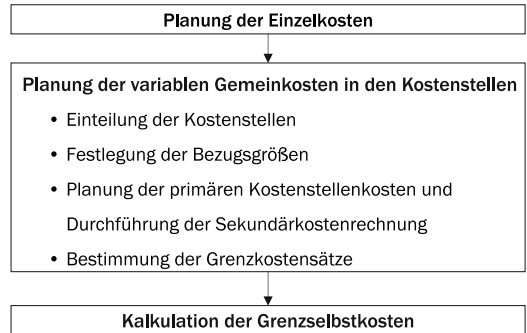 Planung der Einzelkosten
Planung der variablen Gemeinkosten in den Kostenstellen
• Einteilung der Kostenstellen
• Festlegung der Bezugsgrößen
• Planung der primären Kostenstellenkosten und
Durchführung der Sekundärkostenrechnung
• Bestimmung der Grenzkostensätze
Kalkulation der Grenzselbstkosten